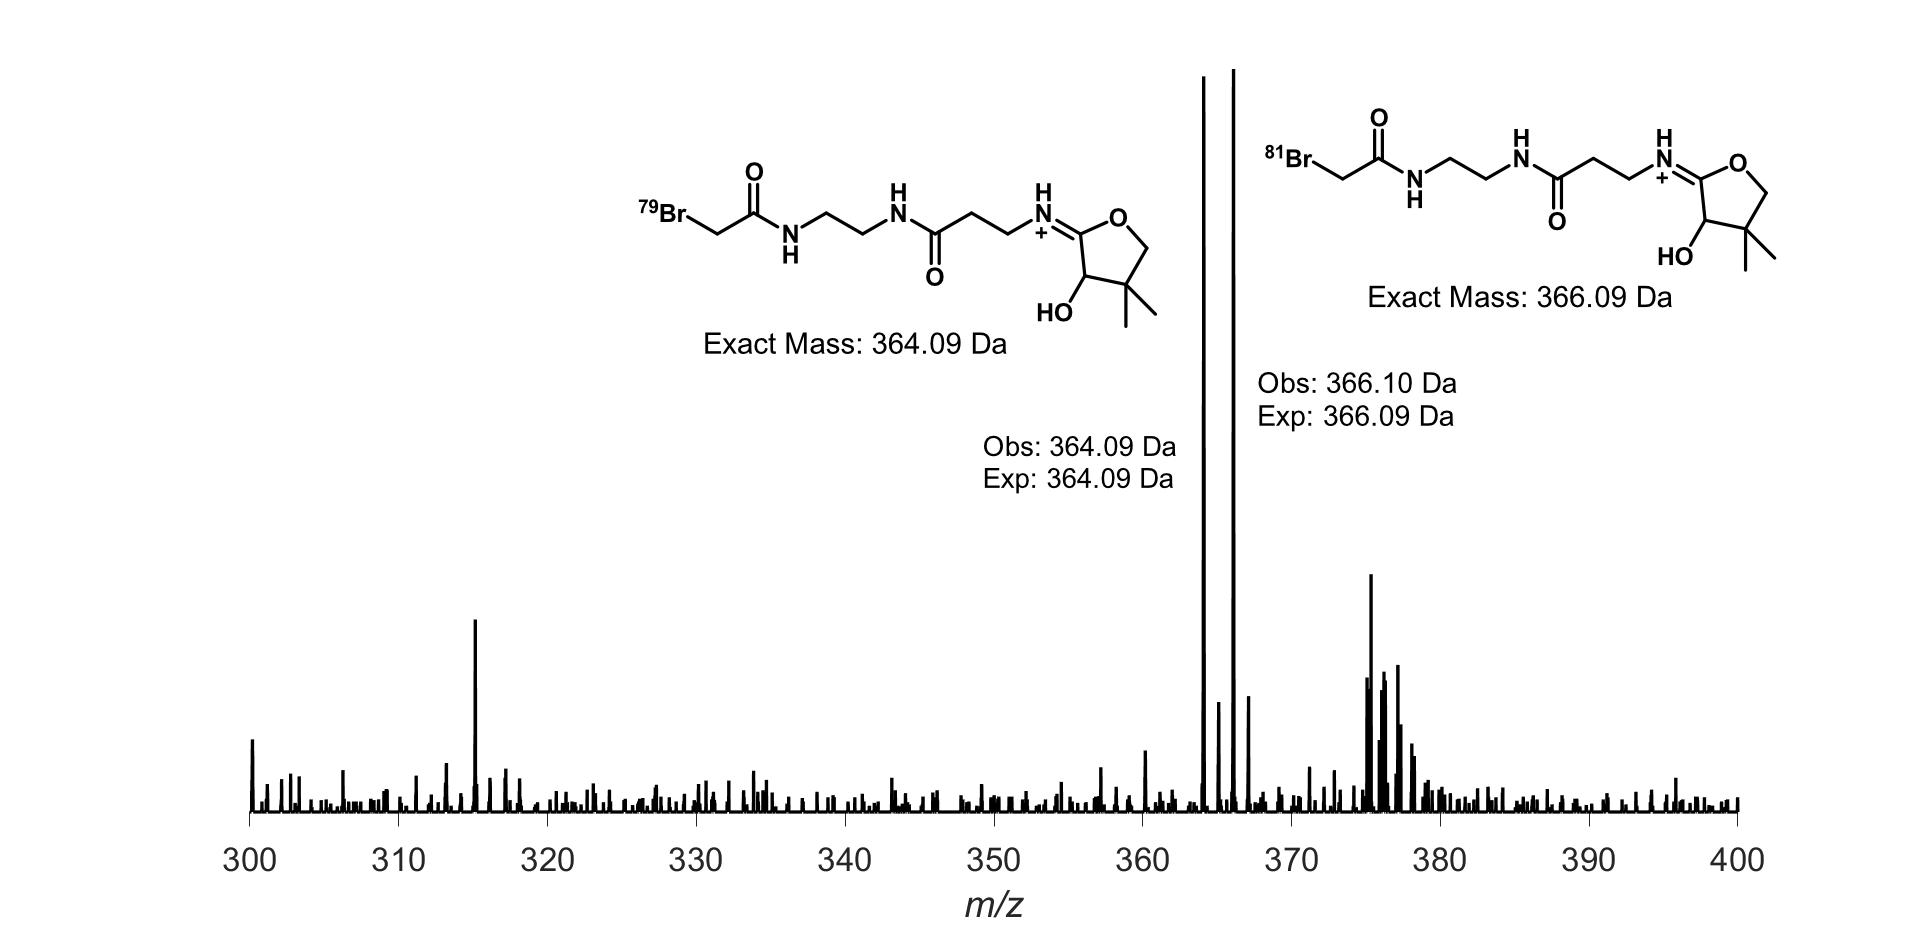 O
⁷⁹Br
N
H
H
N
O
H
N
+
O
HO
Exact Mass: 364.09 Da
O
⁸¹Br
N
H
H
N
O
H
N
+
O
HO
Exact Mass: 366.09 Da
Obs: 366.10 Da
Exp: 366.09 Da
Obs: 364.09 Da
Exp: 364.09 Da
300 310 320 330 340 350 360 370 380 390 400
m/z